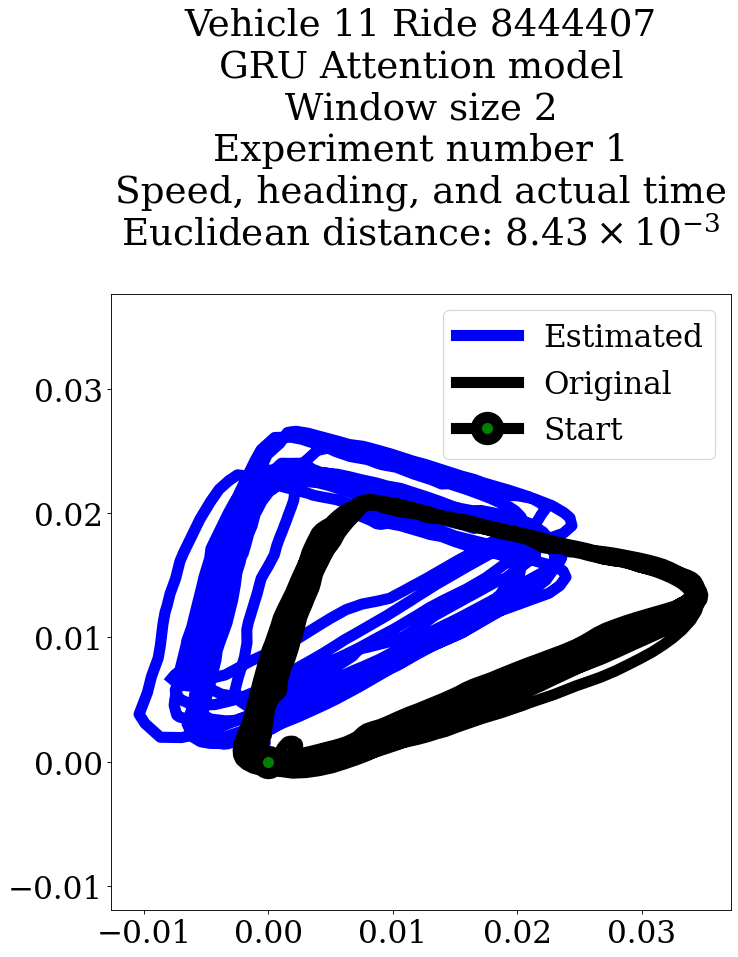 Vehicle 11 Ride 8444407
GRU Attention model
Window size 2
Experiment number 1
Speed, heading, and actual time
Euclidean distance: 8.43 × 10⁻³
Estimated
Original
Start
0.03
0.02
0.01
0.00
−0.01
−0.01 0.00 0.01 0.02 0.03